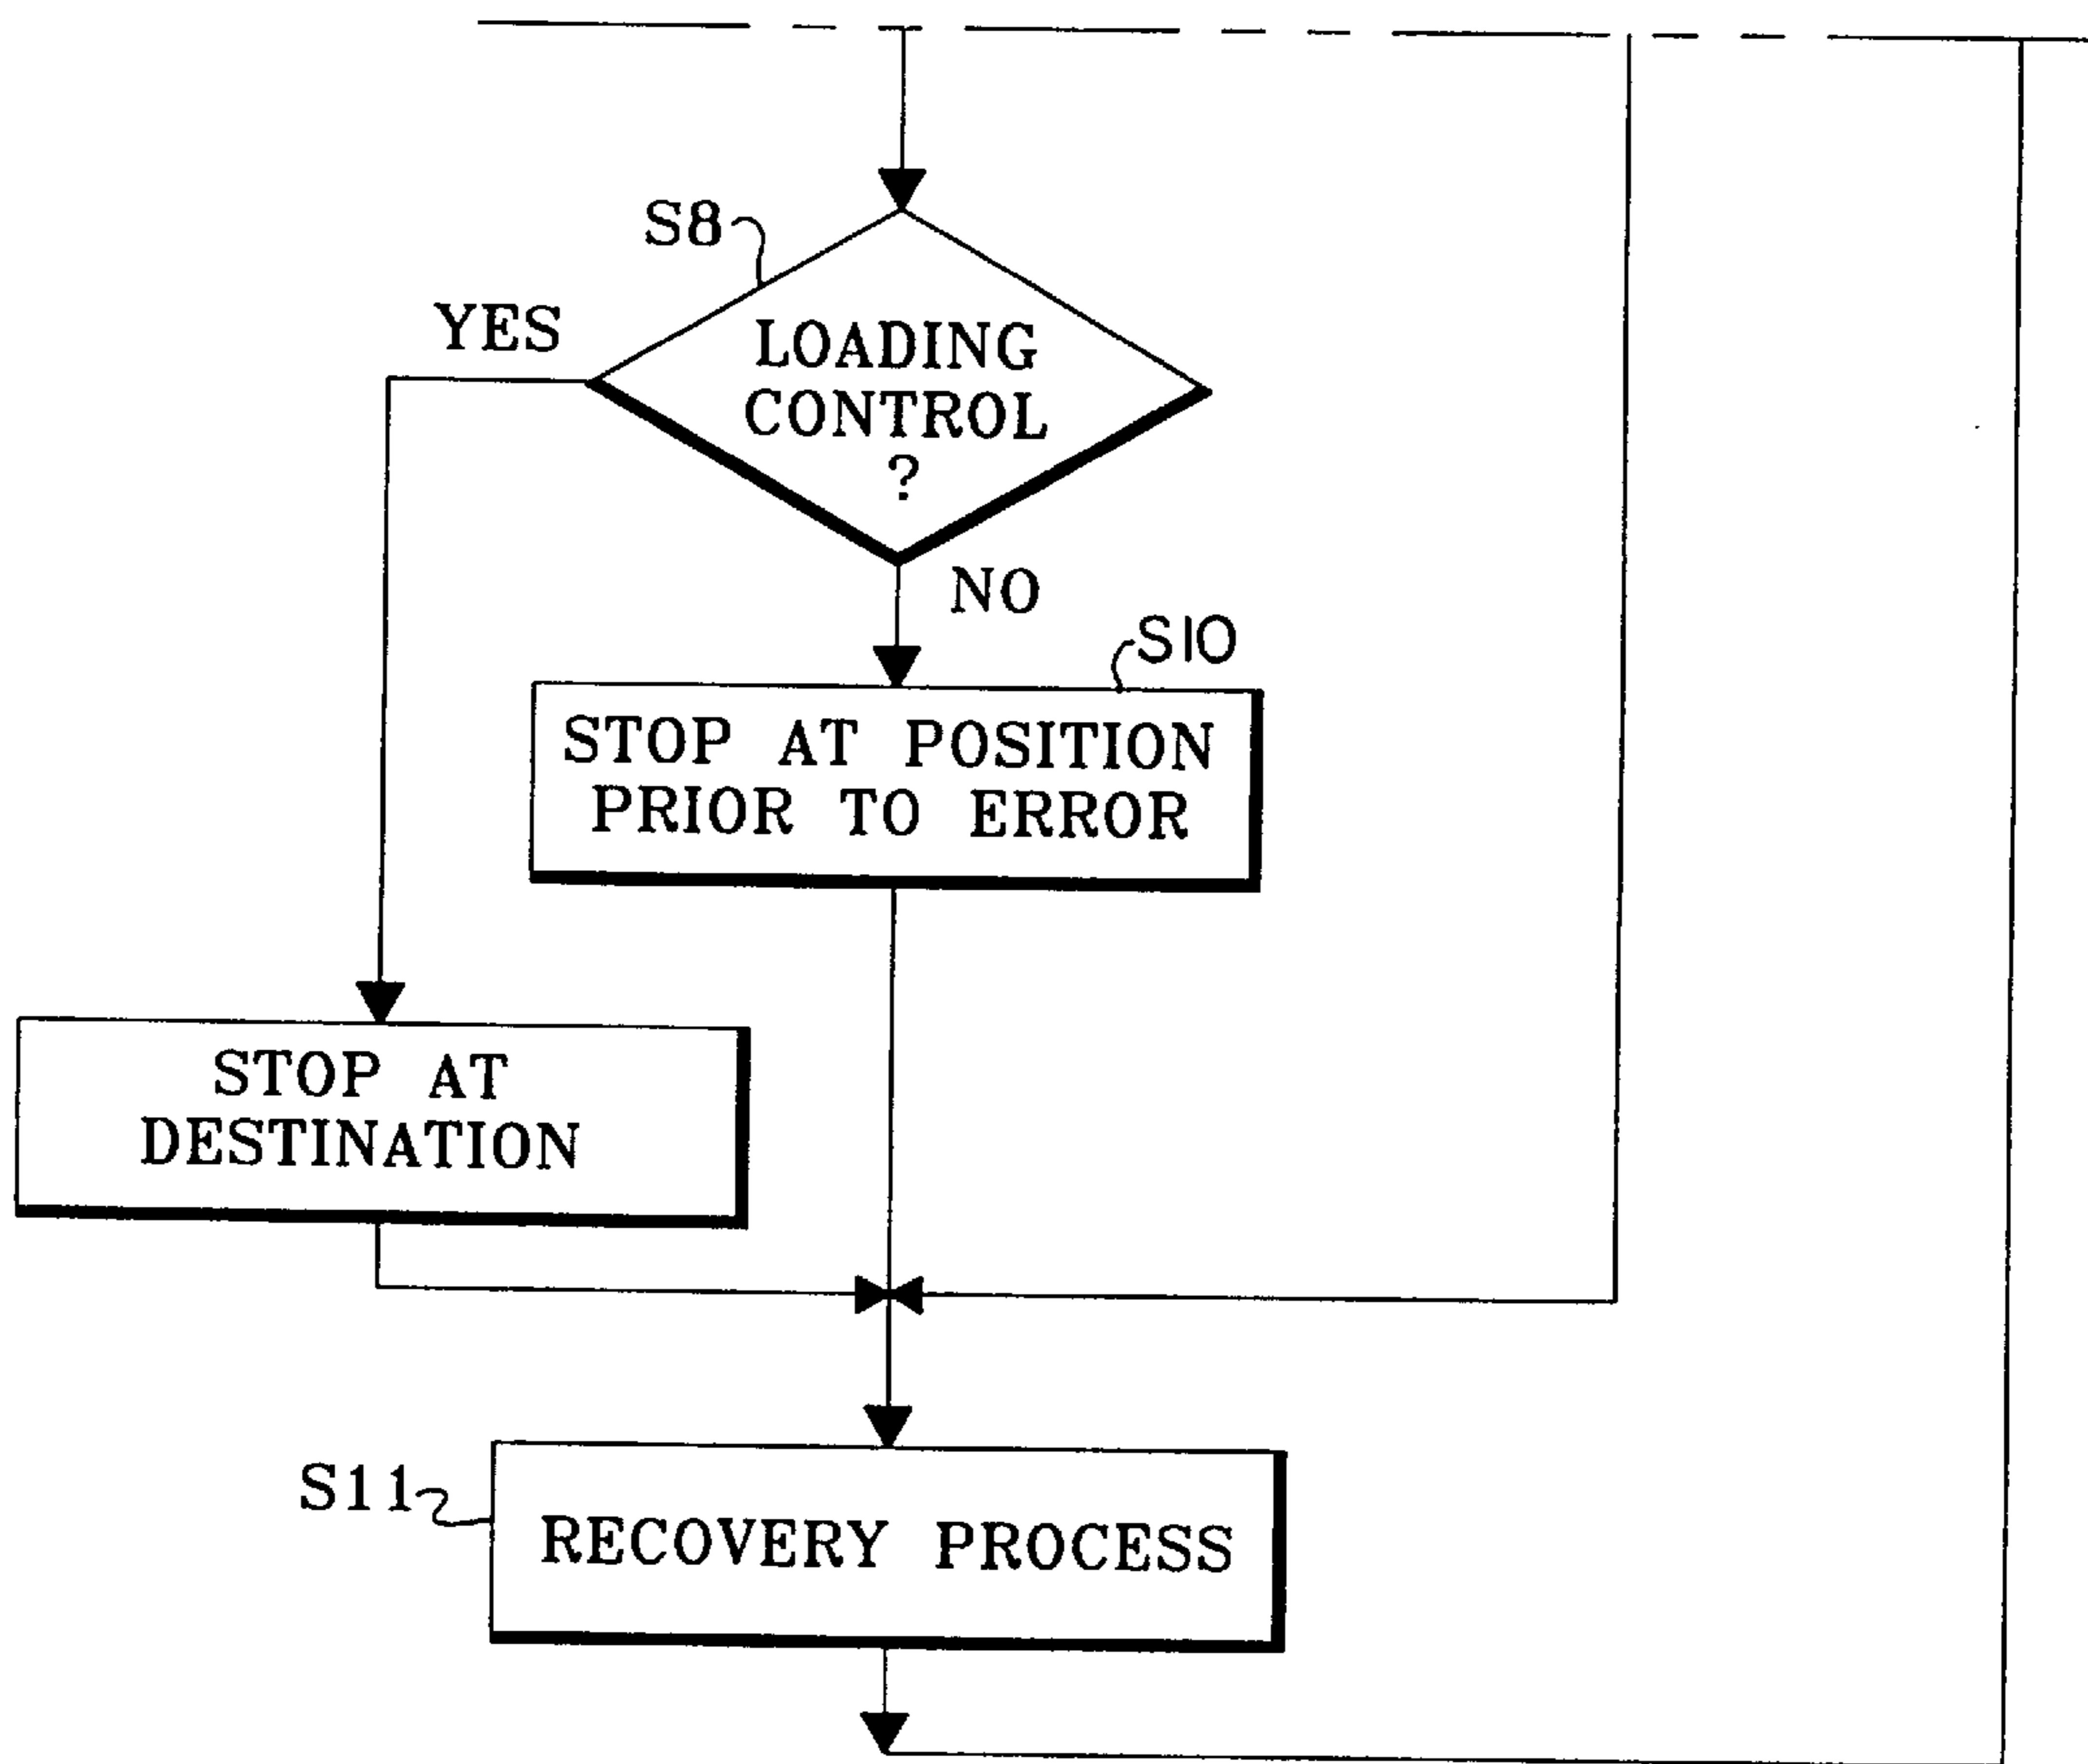 S8
YES
LOADING
CONTROL
?
NO
S10
STOP AT POSITION
PRIOR TO ERROR
STOP AT
DESTINATION
S11
RECOVERY PROCESS